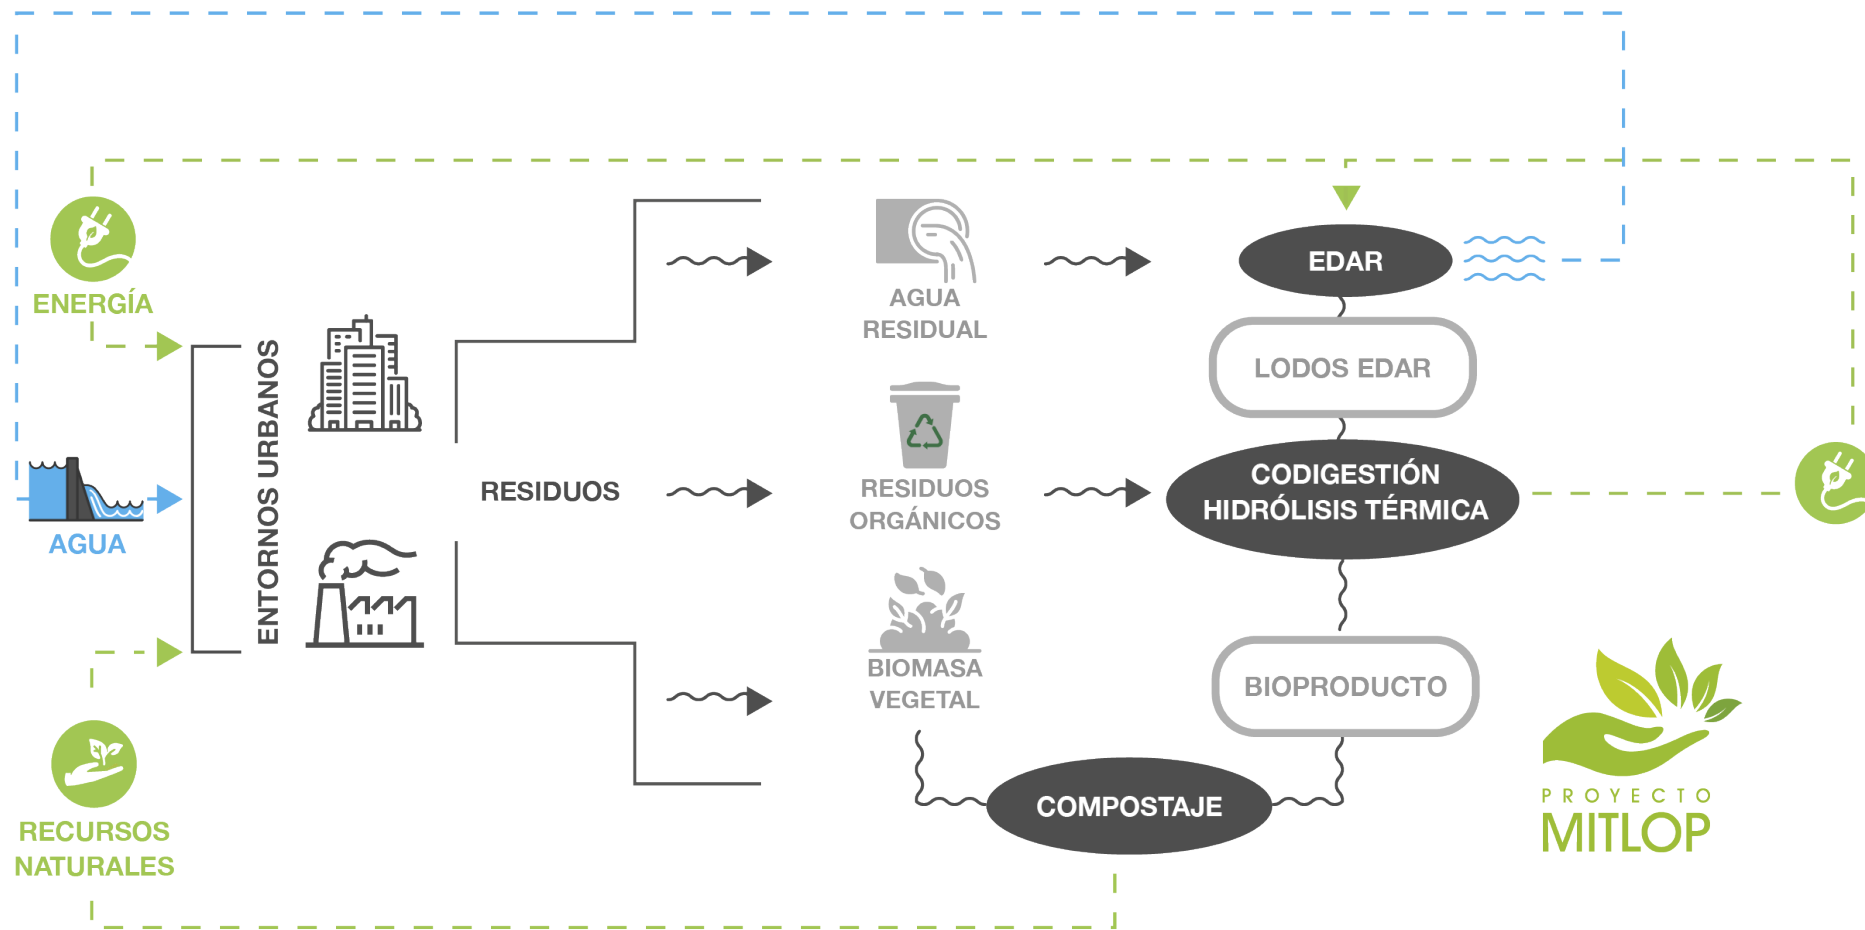 ENERGÍA
AGUA
RECURSOS
NATURALES
ENTORNOS URBANOS
RESIDUOS
AGUA
RESIDUAL
RESIDUOS
ORGÁNICOS
BIOMASA
VEGETAL
EDAR
LODOS EDAR
CODIGESTIÓN
HIDRÓLISIS TÉRMICA
BIOPRODUCTO
COMPOSTAJE
PROYECTO
MITLOP